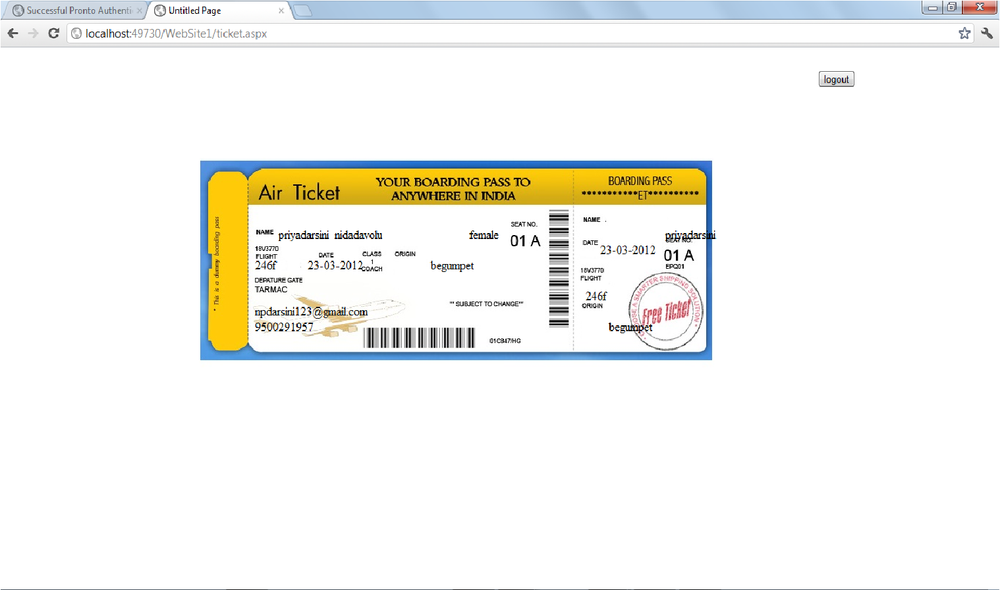 Successful Pronto Authenti
Untitled Page
localhost:49730/WebSite1/ticket.aspx
logout
Air Ticket
YOUR BOARDING PASS TO
ANYWHERE IN INDIA
BOARDING PASS
***********ET**********
* This is a dummy boarding pass
NAME priyadarsini nidadavolu female
SEAT NO.
01 A
18V3770
FLIGHT
246f
DATE
23-03-2012
CLASS
1
COACH
ORIGIN
begumpet
DEPATURE GATE
TARMAC
npdarsini123@gmail.com
9500291957
** SUBJECT TO CHANGE**
01C847/HG
NAME .
priyadarsini
DATE
23-03-2012
SEAT NO.
01 A
EPQ01
18V3770
FLIGHT
246f
ORIGIN
begumpet
CHOOSE A SMARTER SHIPPING SOLUTION
Free Ticket